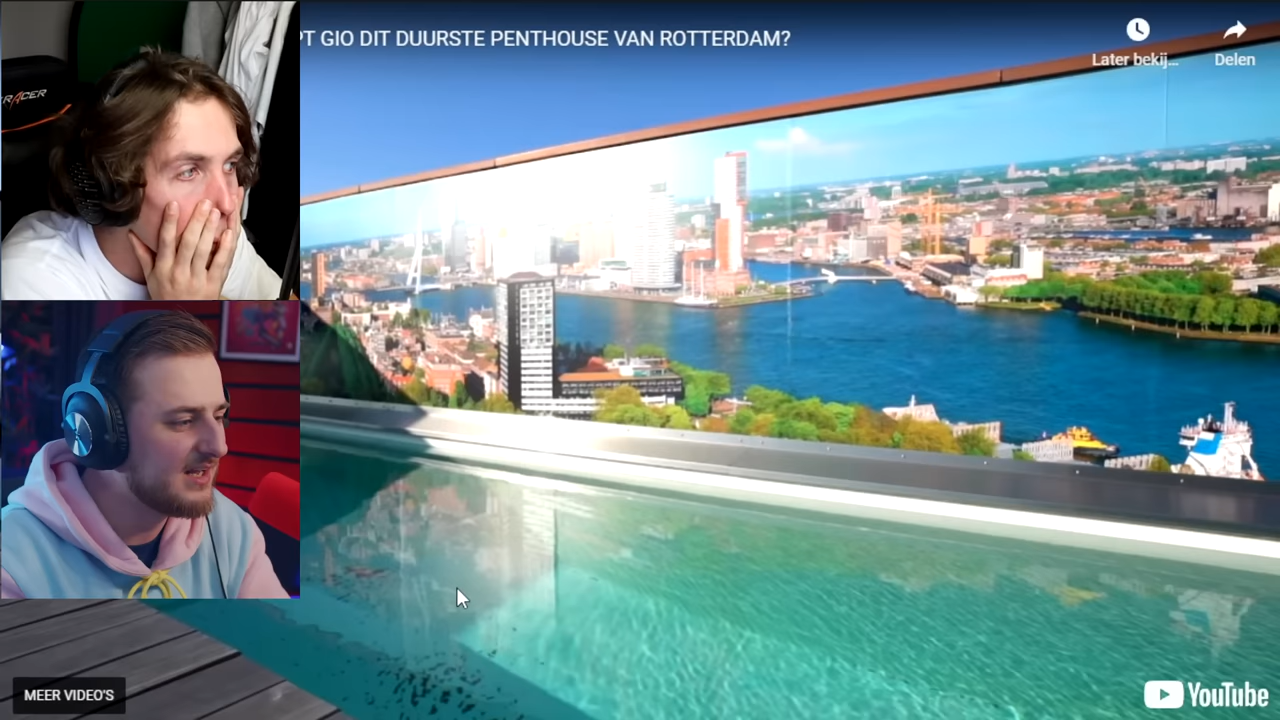 PT GIO DIT DUURSTE PENTHOUSE VAN ROTTERDAM?
Later bekij...
Delen
RACER
MEER VIDEO'S
YouTube